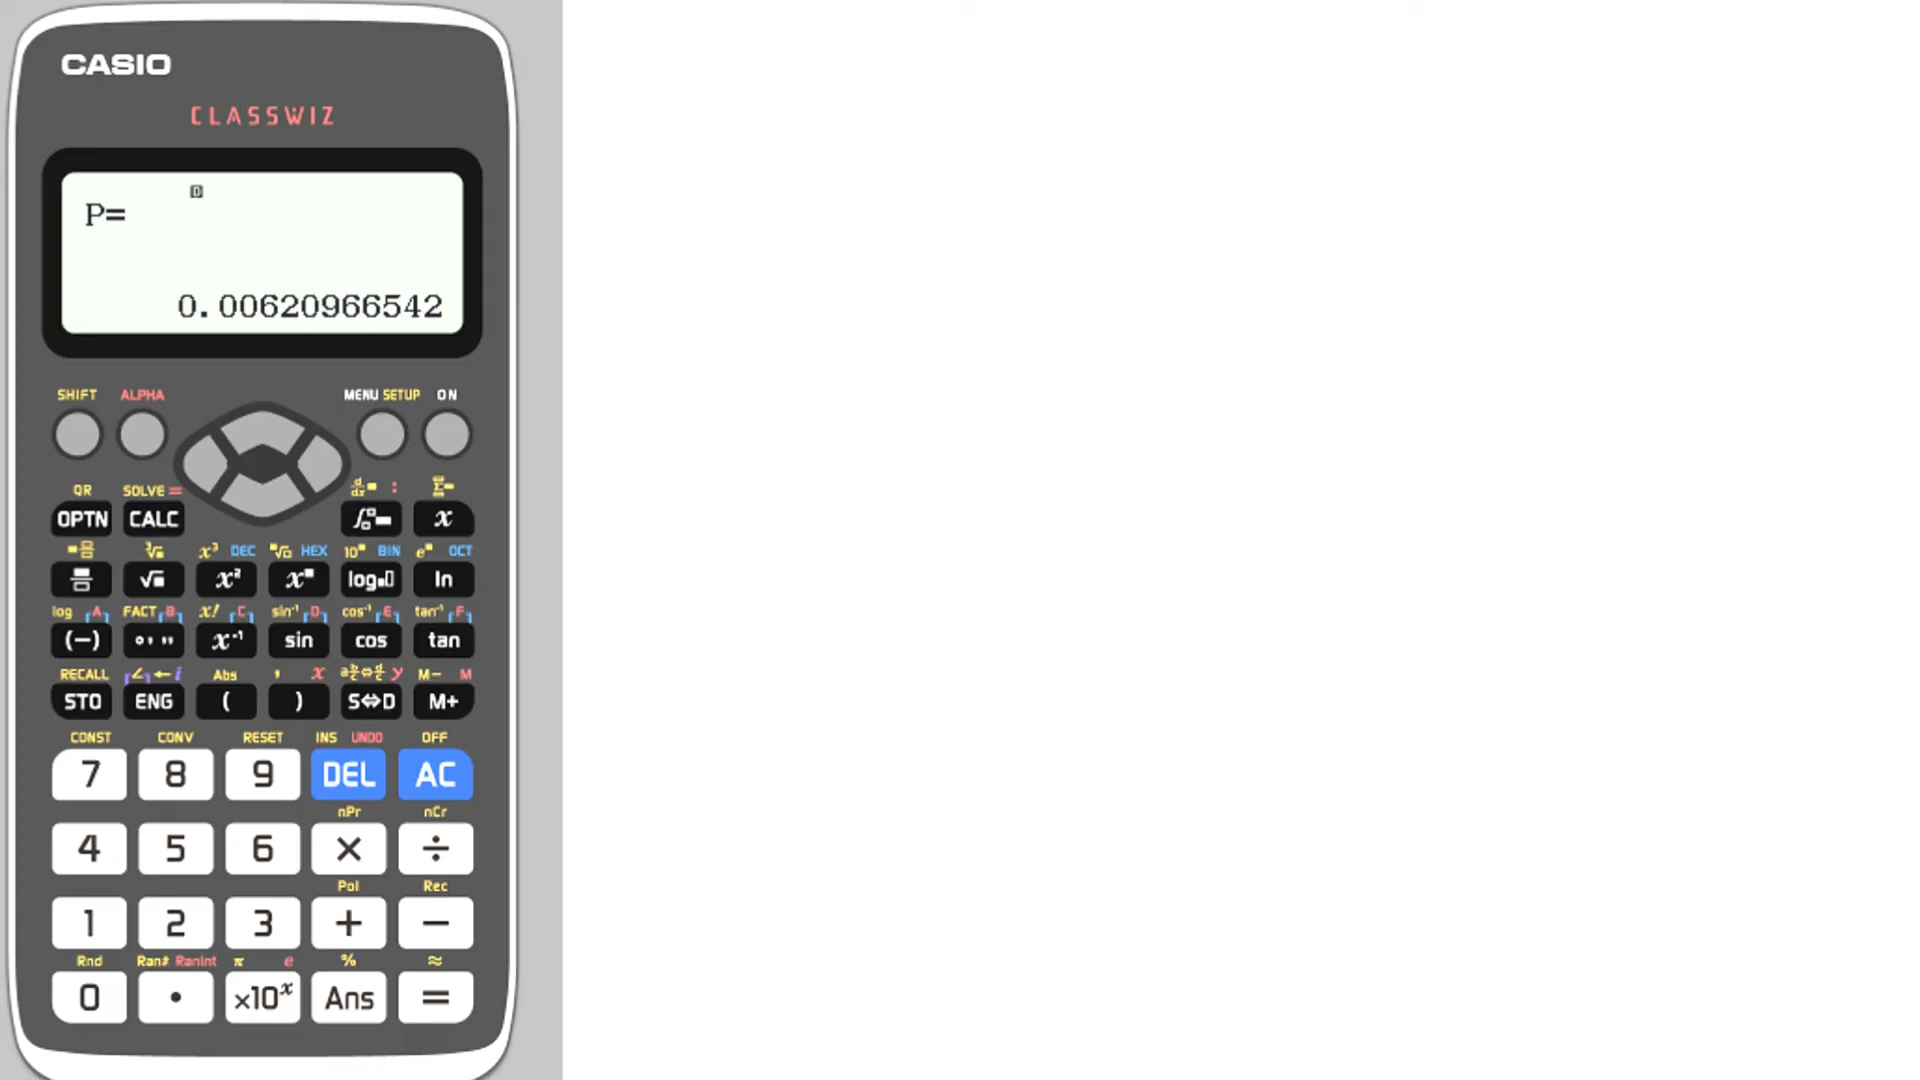 CASIO
CLASSWIZ
D
P=
0.00620966542
SHIFT ALPHA MENU SETUP ON
QR SOLVE = d/dx■ : Σ
OPTN CALC ∫ x
x³ DEC ■√□ HEX 10■ BIN e■ OCT
√■ x² x■ log■□ ln
log A FACT B x! C sin⁻¹ D cos⁻¹ E tan⁻¹ F
(−) ° ’ ” x⁻¹ sin cos tan
RECALL ∠ ← i Abs , x a b/c⇔d/c y M− M
STO ENG ( ) S⇔D M+
CONST CONV RESET INS UNDO OFF
7 8 9 DEL AC
nPr nCr
4 5 6 × ÷
Pol Rec
1 2 3 + −
Rnd Ran# RanInt π e % ≈
0 • ×10ˣ Ans =